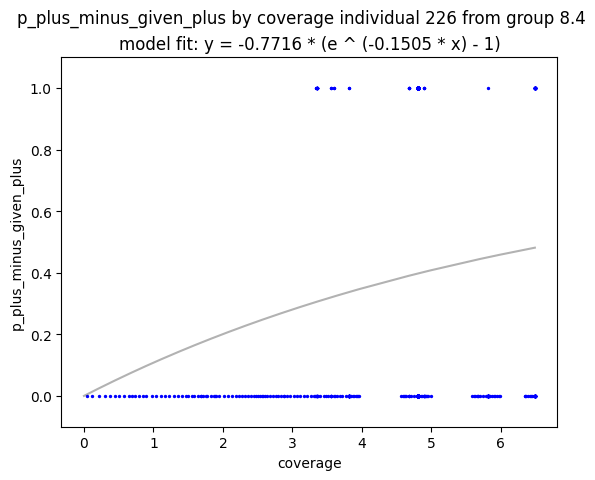 p_plus_minus_given_plus by coverage individual 226 from group 8.4
model fit: y = -0.7716 * (e ^ (-0.1505 * x) - 1)
1.0
0.8
0.6
0.4
0.2
0.0
p_plus_minus_given_plus
0 1 2 3 4 5 6
coverage